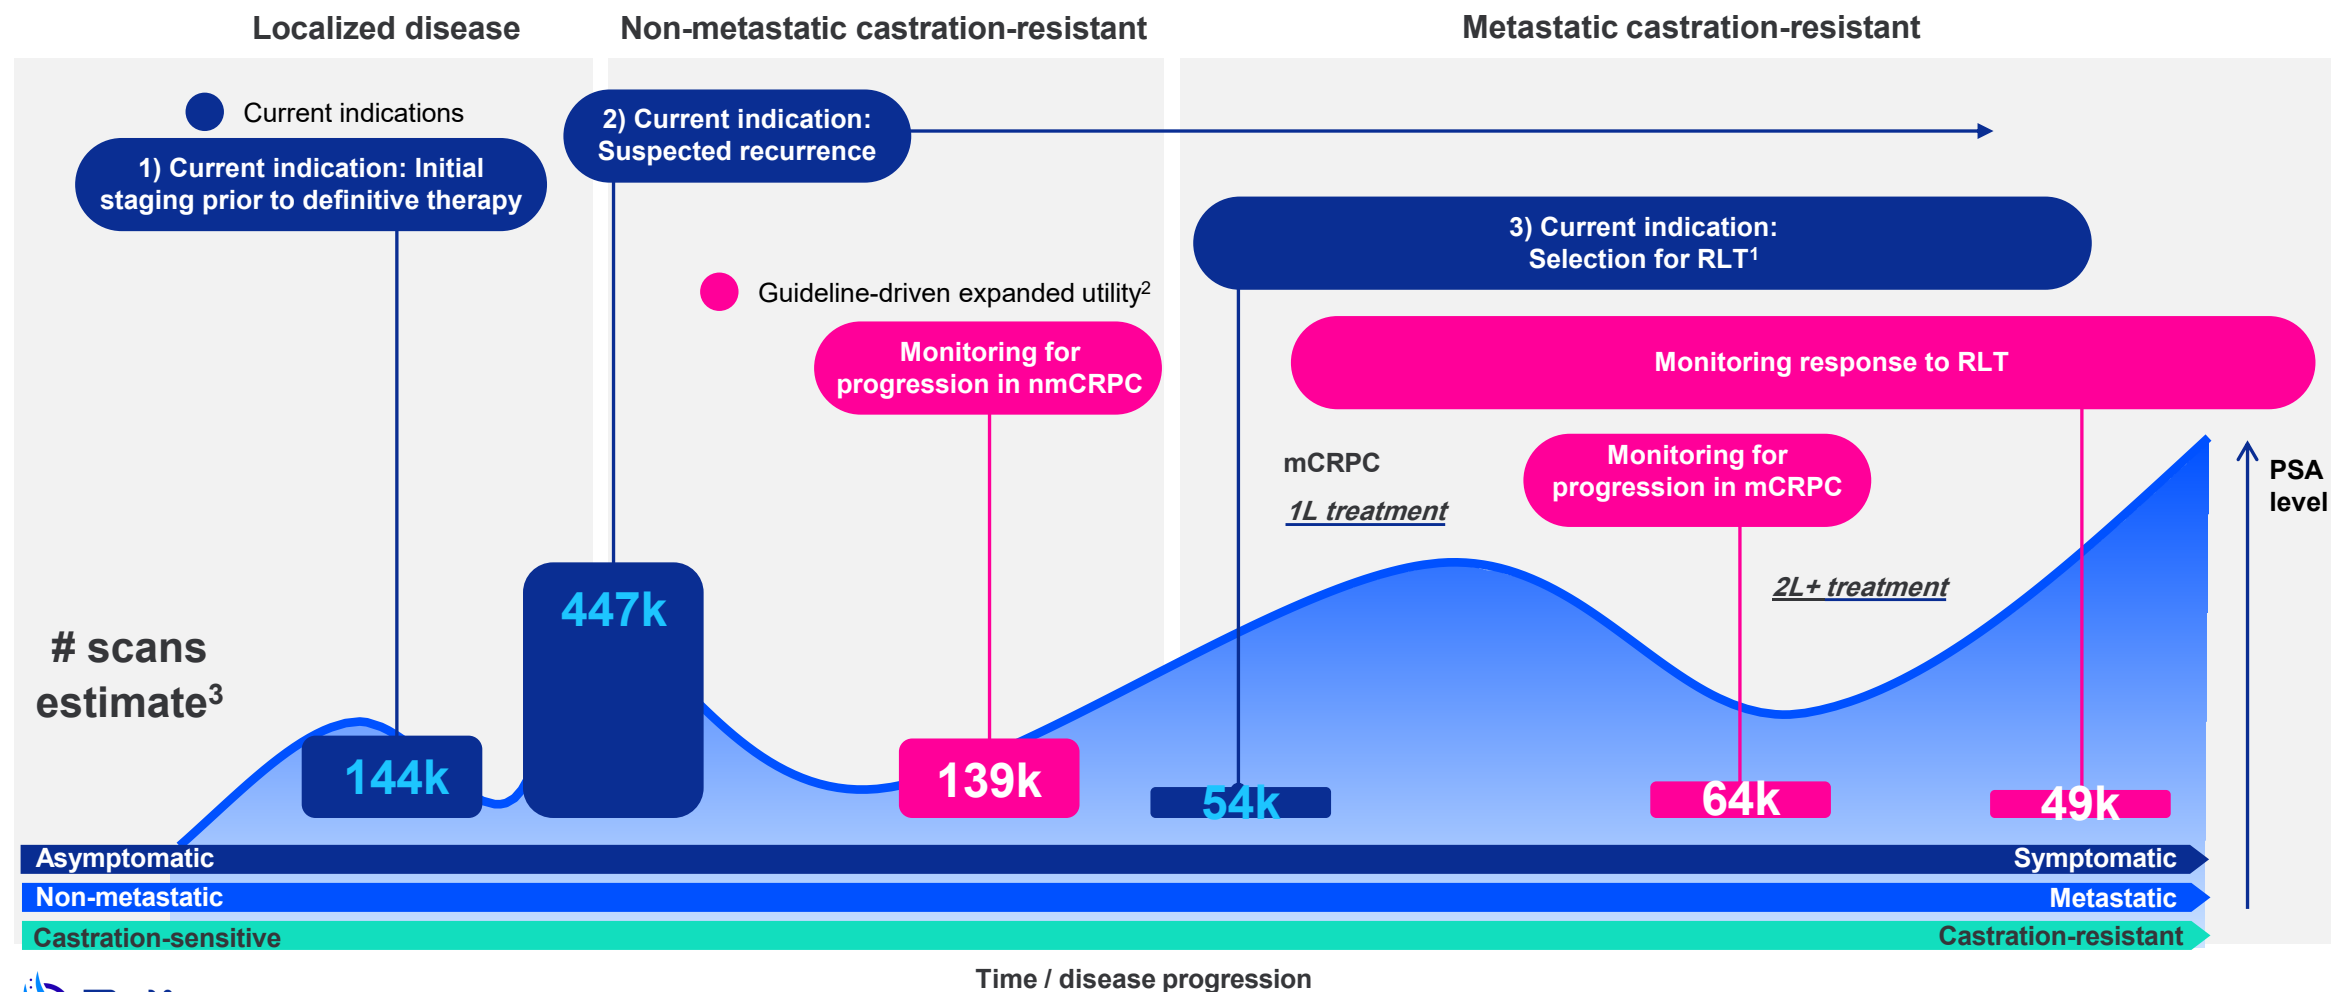 Localized disease
Non-metastatic castration-resistant
Metastatic castration-resistant
Current indications
1) Current indication: Initial
staging prior to definitive therapy
2) Current indication:
Suspected recurrence
3) Current indication:
Selection for RLT¹
Guideline-driven expanded utility²
Monitoring for
progression in nmCRPC
Monitoring response to RLT
mCRPC
1L treatment
Monitoring for
progression in mCRPC
2L+ treatment
PSA
level
# scans
estimate³
144k
447k
139k
54k
64k
49k
Asymptomatic
Symptomatic
Non-metastatic
Metastatic
Castration-sensitive
Castration-resistant
Time / disease progression